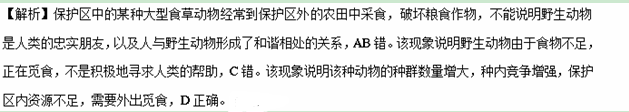 【解析】保护区中的某种大型食草动物经常到保护区外的农田中采食，破坏粮食作物，不能说明野生动物
是人类的忠实朋友，以及人与野生动物形成了和谐相处的关系，AB 错。该现象说明野生动物由于食物不足，
正在觅食，不是积极地寻求人类的帮助，C 错。该现象说明该种动物的种群数量增大，种内竞争增强，保护
区内资源不足，需要外出觅食，D 正确。